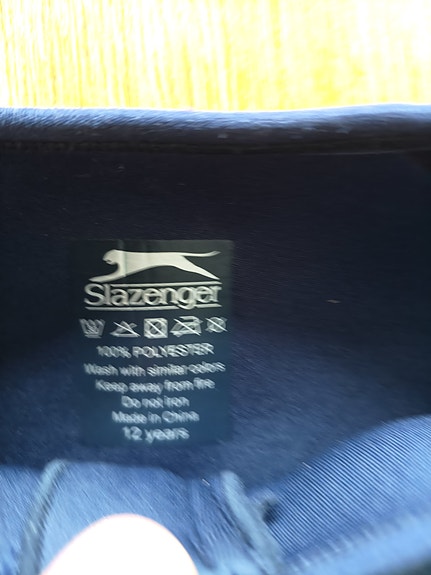 Slazenger
100% POLYESTER
Wash with similar colors
Keep away from fire
Do not iron
Made in China
12 years